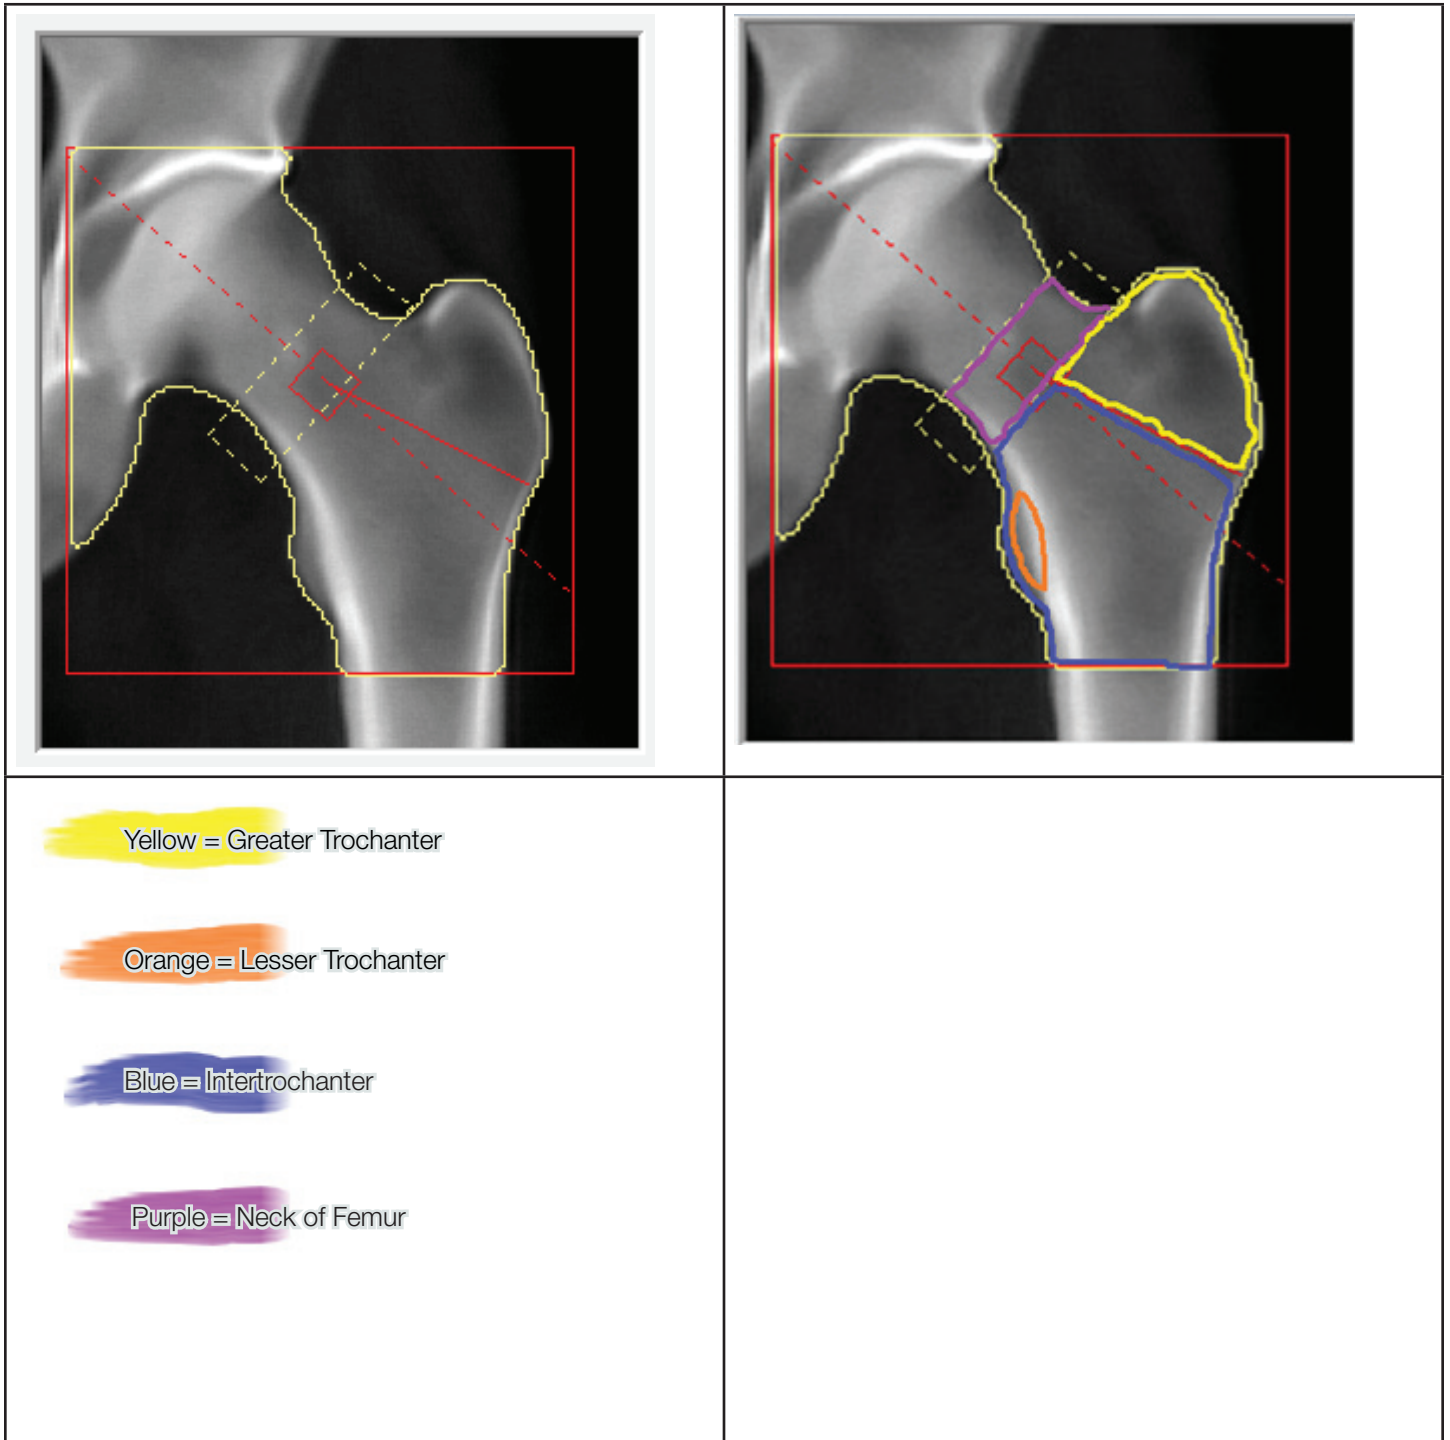 Yellow = Greater Trochanter
Orange = Lesser Trochanter
Blue = Intertrochanter
Purple = Neck of Femur